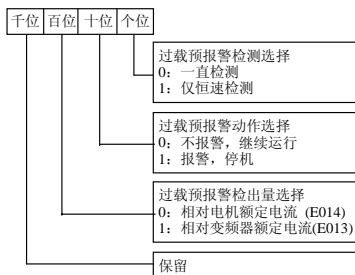 千位 百位 十位 个位
过载预报警检测选择
0：一直检测
1：仅恒速检测
过载预报警动作选择
0：不报警，继续运行
1：报警，停机
过载预报警检出量选择
0：相对电机额定电流 (E014)
1：相对变频器额定电流(E013)
保留